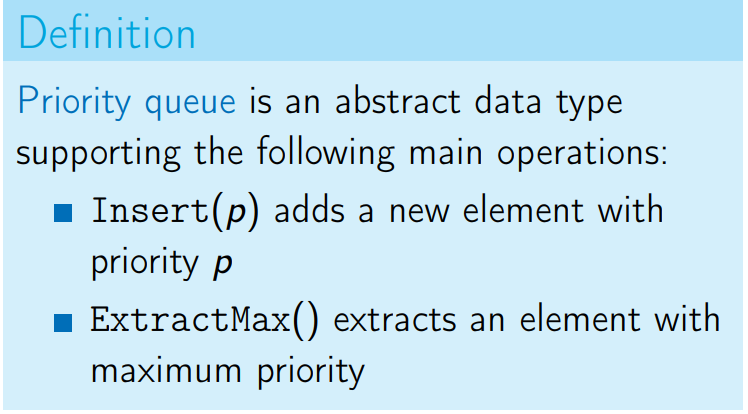 Definition
Priority queue is an abstract data type
supporting the following main operations:
Insert(p) adds a new element with
priority p
ExtractMax() extracts an element with
maximum priority